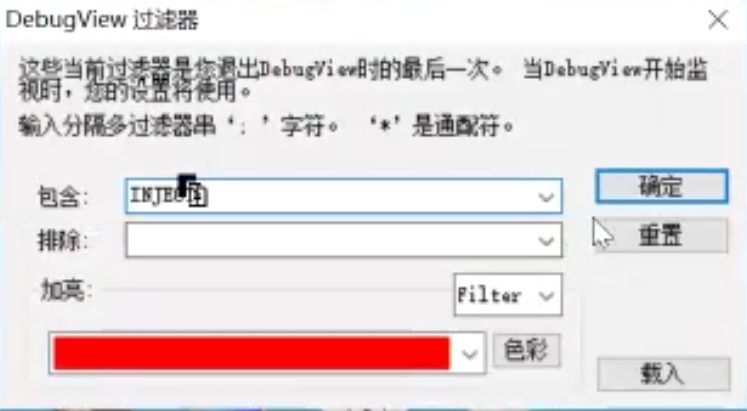 DebugView 过滤器
这些当前过滤器是您退出DebugView时的最后一次。 当DebugView开始监
视时，您的设置将使用。
输入分隔多过滤器串‘；’字符。 ‘*’是通配符。
包含:
确定
排除:
重置
加亮:
Filter
色彩
载入